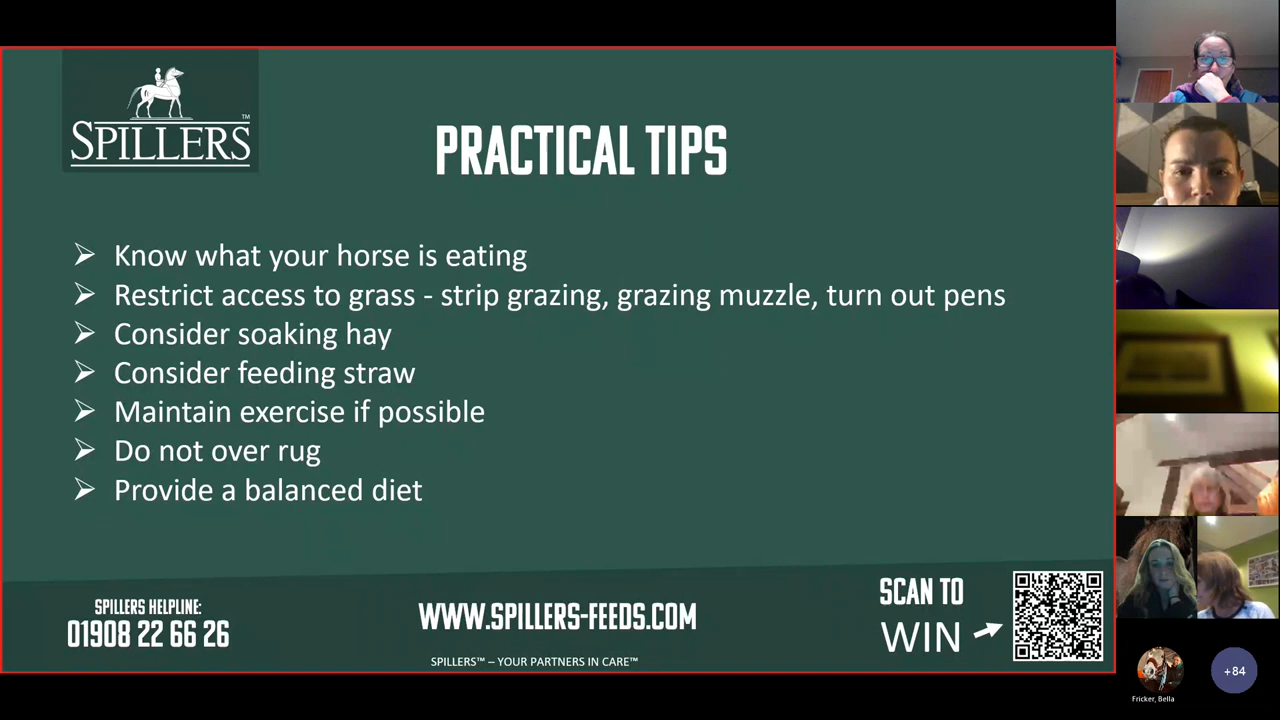 SPILLERS™
PRACTICAL TIPS
➢ Know what your horse is eating
➢ Restrict access to grass - strip grazing, grazing muzzle, turn out pens
➢ Consider soaking hay
➢ Consider feeding straw
➢ Maintain exercise if possible
➢ Do not over rug
➢ Provide a balanced diet
SPILLERS HELPLINE:
01908 22 66 26
WWW.SPILLERS-FEEDS.COM
SPILLERS™ – YOUR PARTNERS IN CARE™
SCAN TO
WIN
Fricker, Bella
+84